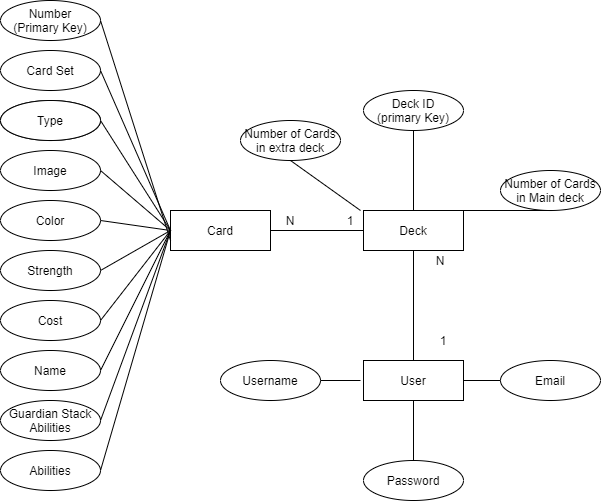 Number
(Primary Key)
Card Set
Type
Image
Color
Strength
Cost
Name
Guardian Stack
Abilities
Abilities
Number of Cards
in extra deck
Deck ID
(primary Key)
Number of Cards
in Main deck
Card
N
1
Deck
N
1
Username
User
Email
Password